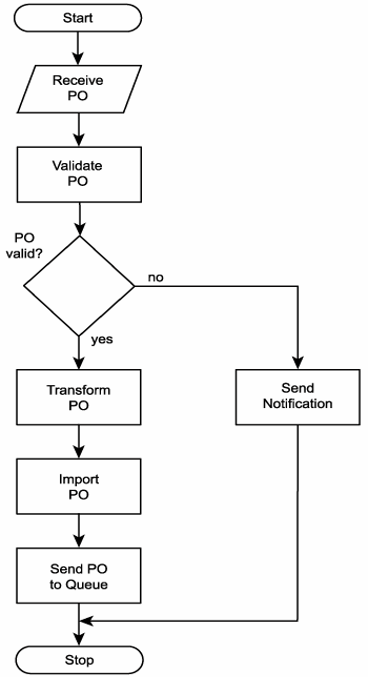 Start
Receive
PO
Validate
PO
PO
valid?
no
yes
Transform
PO
Send
Notification
Import
PO
Send PO
to Queue
Stop